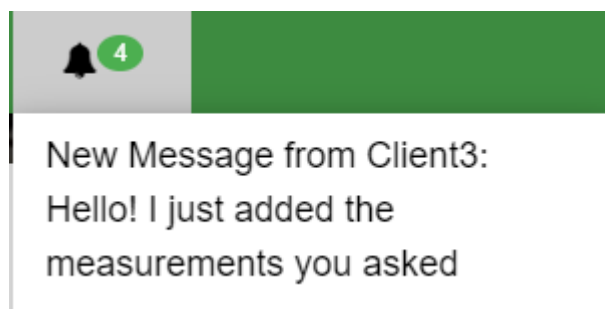 4
New Message from Client3:
Hello! I just added the
measurements you asked